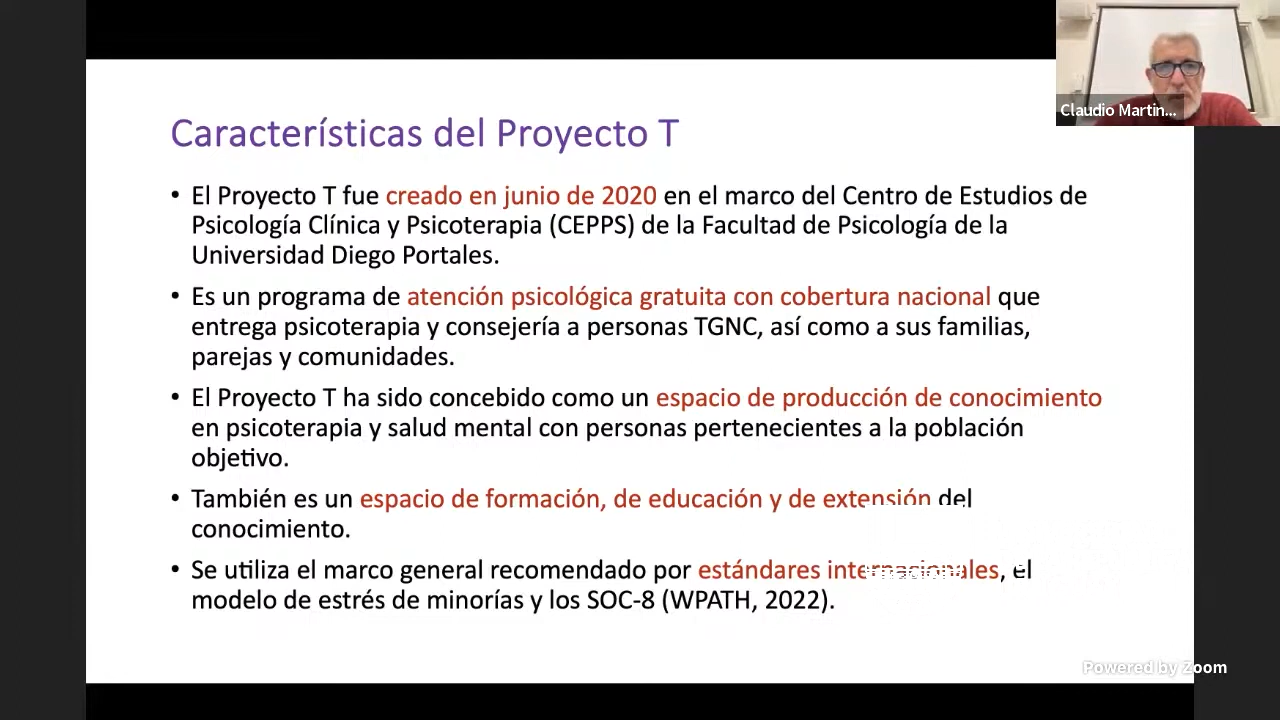 Claudio Martin...
Características del Proyecto T
• El Proyecto T fue creado en junio de 2020 en el marco del Centro de Estudios de
Psicología Clínica y Psicoterapia (CEPPS) de la Facultad de Psicología de la
Universidad Diego Portales.
• Es un programa de atención psicológica gratuita con cobertura nacional que
entrega psicoterapia y consejería a personas TGNC, así como a sus familias,
parejas y comunidades.
• El Proyecto T ha sido concebido como un espacio de producción de conocimiento
en psicoterapia y salud mental con personas pertenecientes a la población
objetivo.
• También es un espacio de formación, de educación y de extensión del
conocimiento.
• Se utiliza el marco general recomendado por estándares internacionales, el
modelo de estrés de minorías y los SOC-8 (WPATH, 2022).
Powered by Zoom